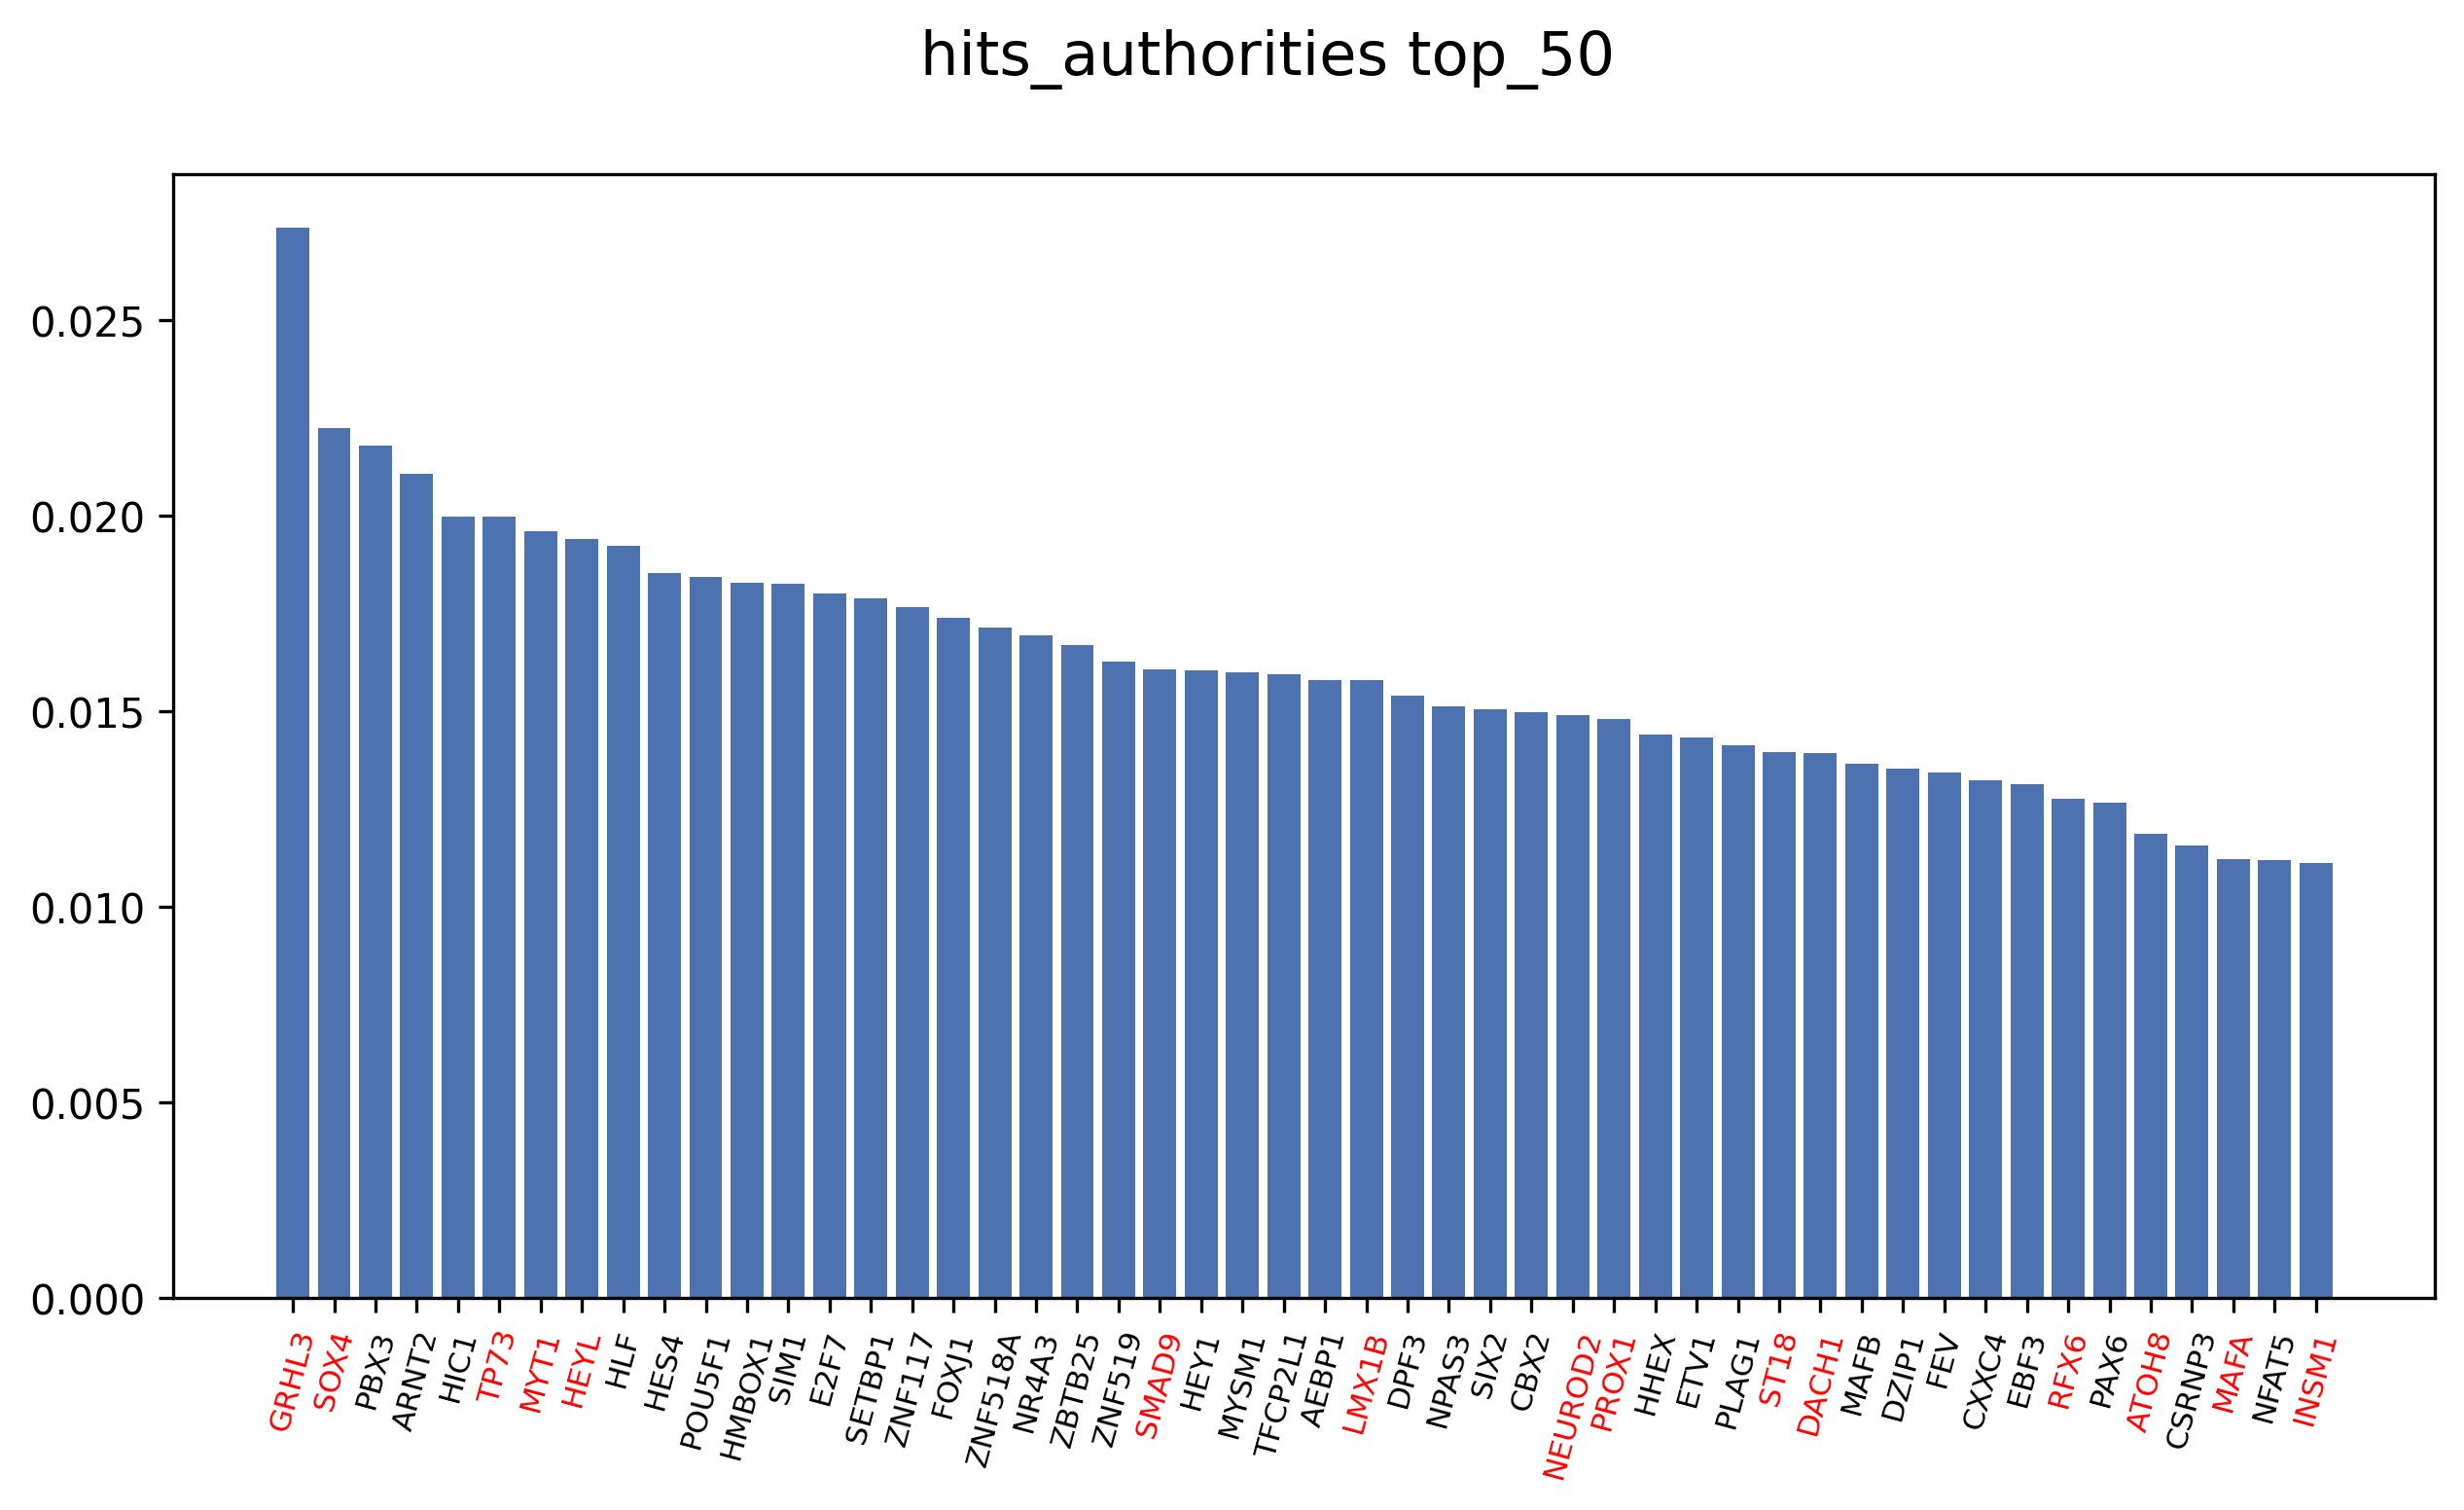 hits_authorities top_50
0.025
0.020
0.015
0.010
0.005
0.000
GRHL3
SOX4
PBX3
ARNT2
HIC1
TP73
MYT1
HEYL
HLF
HES4
POU5F1
HMBOX1
SIM1
E2F7
SETBP1
ZNF117
FOXJ1
ZNF518A
NR4A3
ZBTB25
ZNF519
SMAD9
HEY1
MYSM1
TFCP2L1
AEBP1
LMX1B
DPF3
NPAS3
SIX2
CBX2
NEUROD2
PROX1
HHEX
ETV1
PLAG1
ST18
DACH1
MAFB
DZIP1
FEV
CXXC4
EBF3
RFX6
PAX6
ATOH8
CSRNP3
MAFA
NFAT5
INSM1